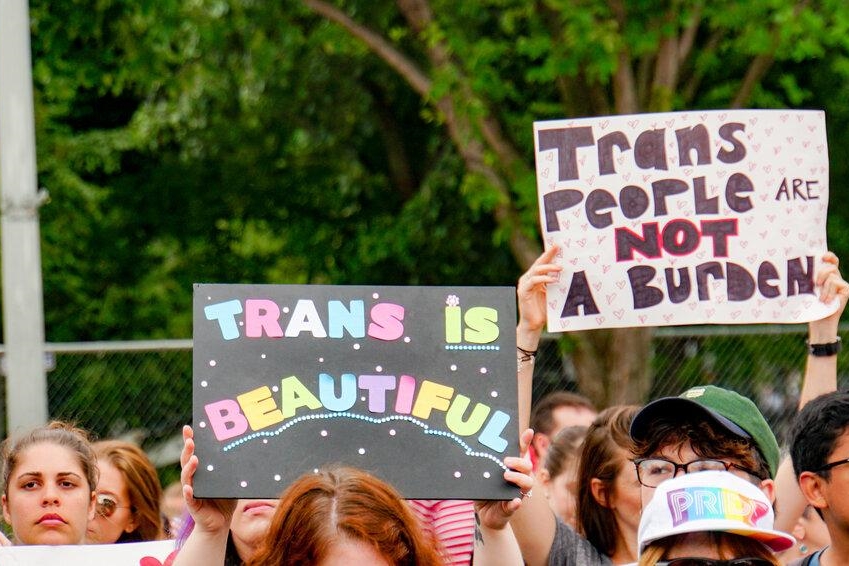 Trans
PEOPLE ARE
NOT
A BURDEN
TRANS IS
BEAUTIFUL
PRIDE